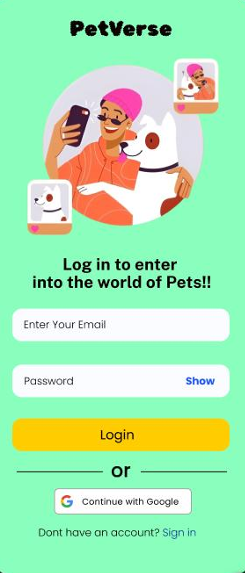 PetVerse
Log in to enter
into the world of Pets!!
Enter Your Email
Password Show
Login
or
Continue with Google
Dont have an account? Sign in